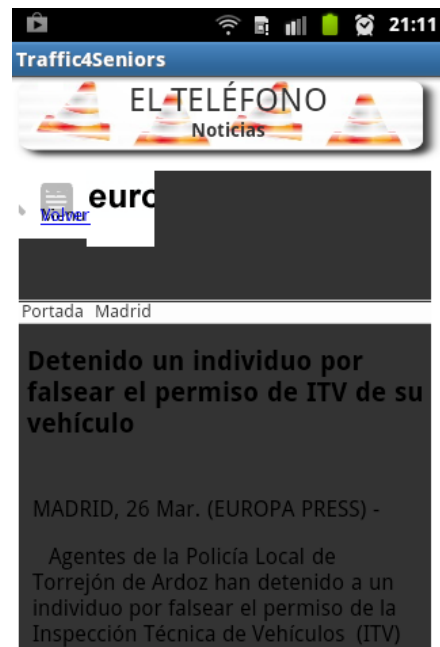 21:11
Traffic4Seniors
EL TELÉFONO
Noticias
euro
Volver
Portada Madrid
Detenido un individuo por
falsear el permiso de ITV de su
vehículo
MADRID, 26 Mar. (EUROPA PRESS) -
Agentes de la Policía Local de
Torrejón de Ardoz han detenido a un
individuo por falsear el permiso de la
Inspección Técnica de Vehículos (ITV)